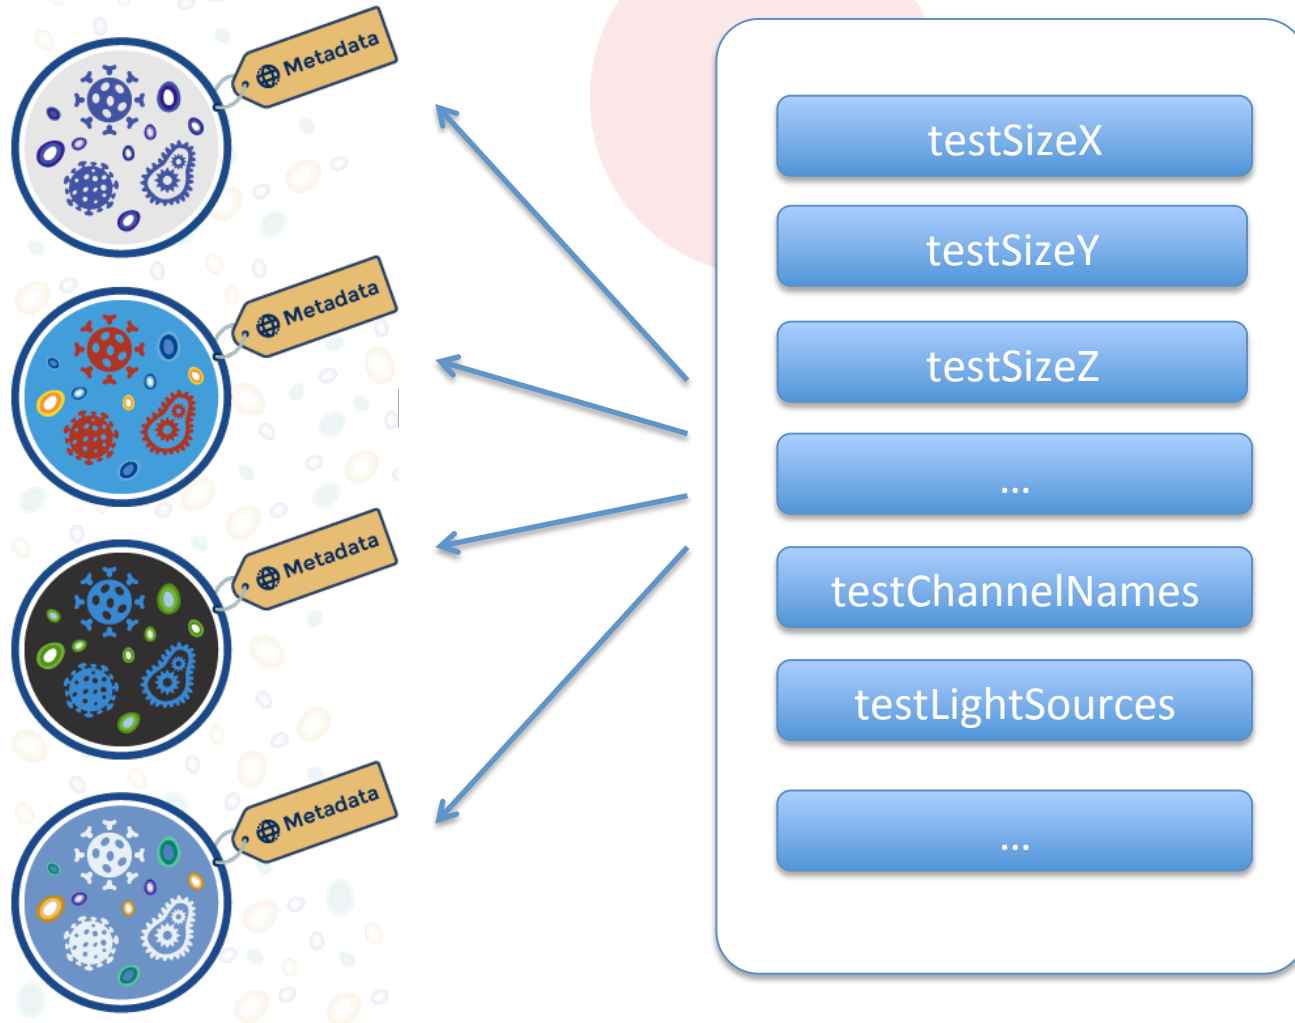 Metadata
Metadata
Metadata
Metadata
testSizeX
testSizeY
testSizeZ
...
testChannelNames
testLightSources
...